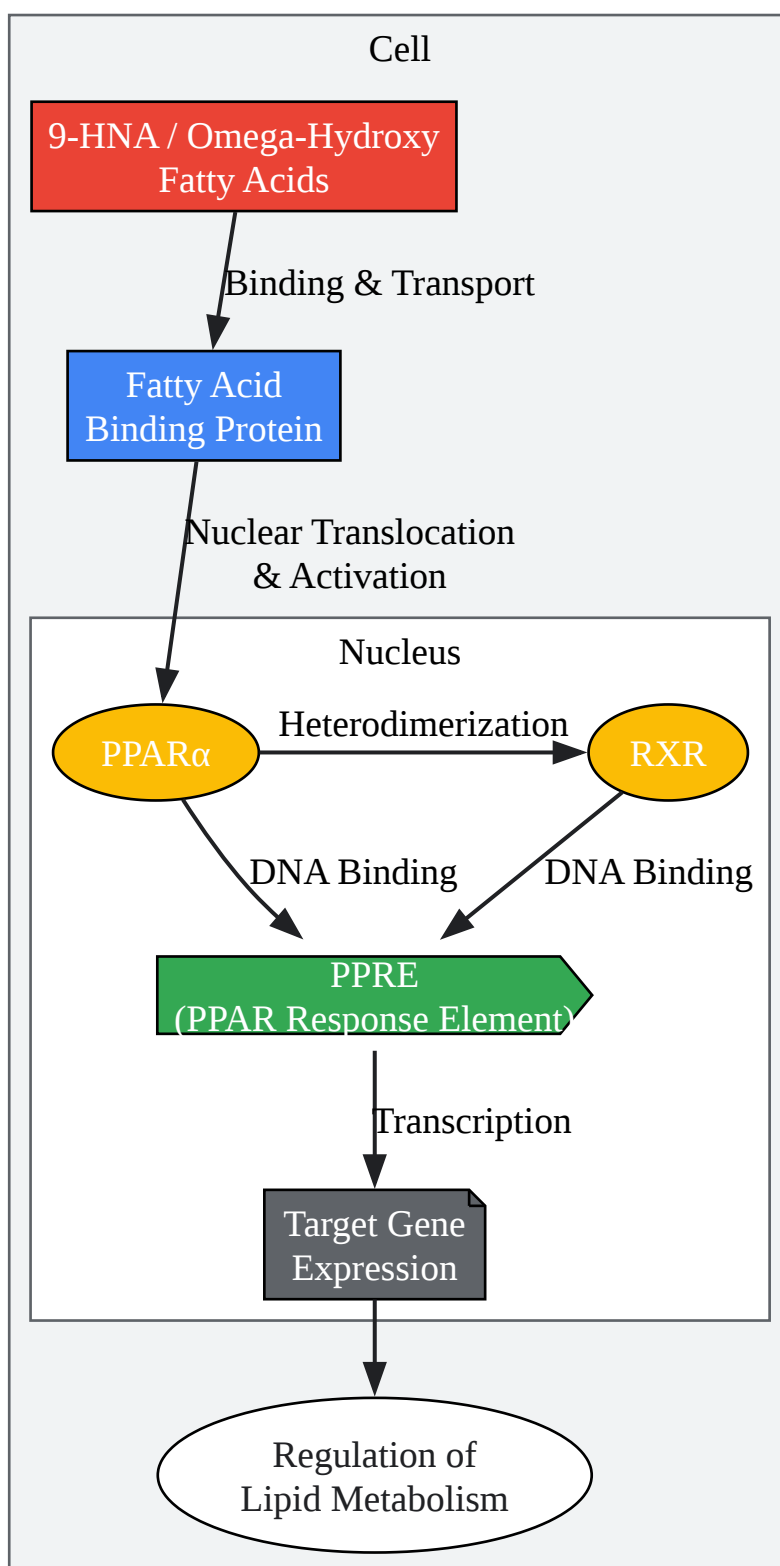 Cell
9-HNA / Omega-Hydroxy
Fatty Acids
Binding & Transport
Fatty Acid
Binding Protein
Nuclear Translocation
& Activation
Nucleus
Heterodimerization
PPARα
RXR
DNA Binding
DNA Binding
PPRE
(PPAR Response Element)
Transcription
Target Gene
Expression
Regulation of
Lipid Metabolism